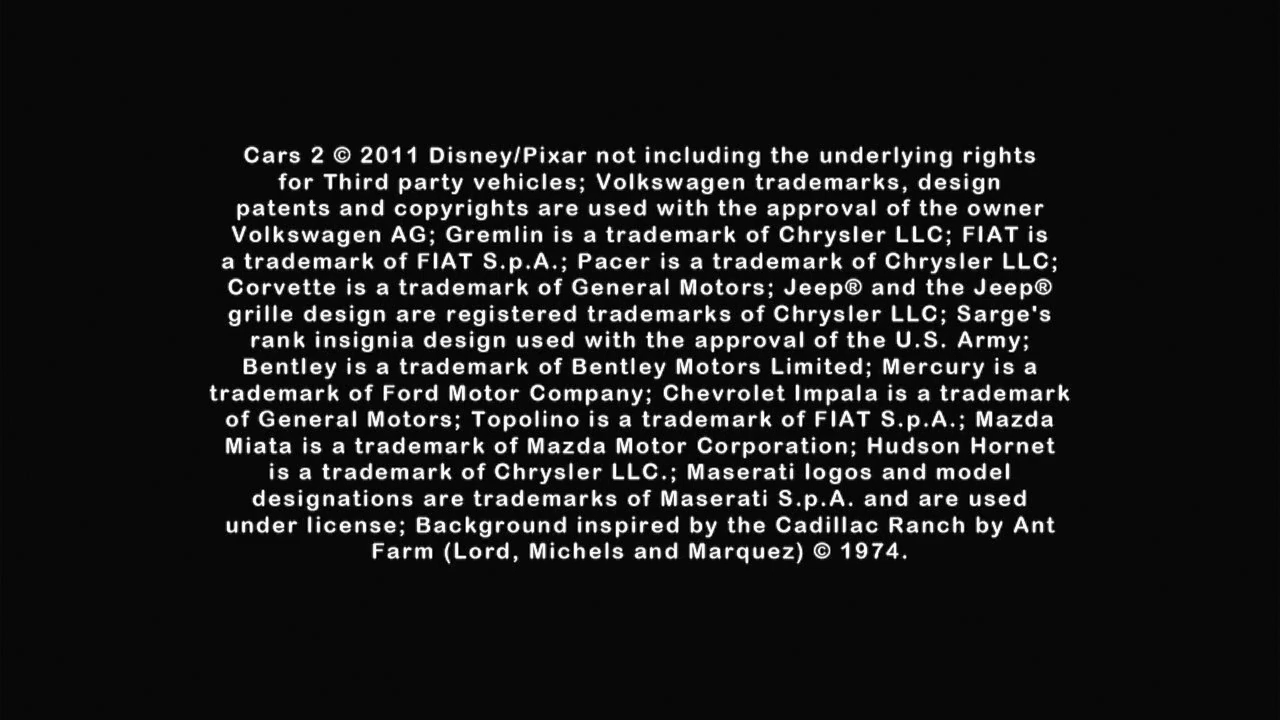 Cars 2 © 2011 Disney/Pixar not including the underlying rights
for Third party vehicles; Volkswagen trademarks, design
patents and copyrights are used with the approval of the owner
Volkswagen AG; Gremlin is a trademark of Chrysler LLC; FIAT is
a trademark of FIAT S.p.A.; Pacer is a trademark of Chrysler LLC;
Corvette is a trademark of General Motors; Jeep® and the Jeep®
grille design are registered trademarks of Chrysler LLC; Sarge's
rank insignia design used with the approval of the U.S. Army;
Bentley is a trademark of Bentley Motors Limited; Mercury is a
trademark of Ford Motor Company; Chevrolet Impala is a trademark
of General Motors; Topolino is a trademark of FIAT S.p.A.; Mazda
Miata is a trademark of Mazda Motor Corporation; Hudson Hornet
is a trademark of Chrysler LLC.; Maserati logos and model
designations are trademarks of Maserati S.p.A. and are used
under license; Background inspired by the Cadillac Ranch by Ant
Farm (Lord, Michels and Marquez) © 1974.